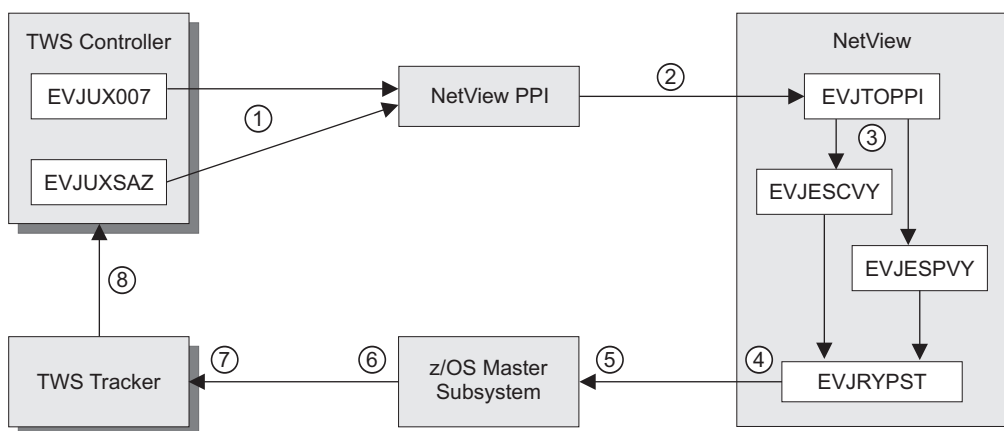 TWS Controller
EVJUX007
EVJUXSAZ
①
NetView PPI
②
NetView
EVJTOPPI
③
EVJESCVY
EVJESPVY
EVJRYPST
④
⑤
z/OS Master
Subsystem
⑥
⑦
TWS Tracker
⑧